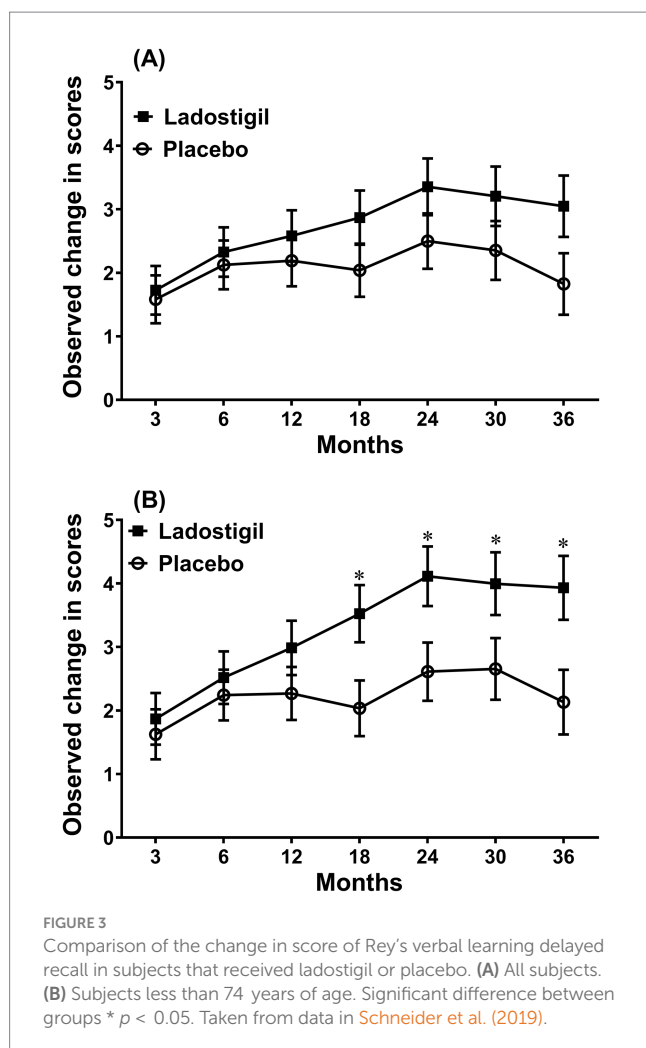 (A)
Observed change in scores
5
4
3
2
1
0
Ladostigil
Placebo
3 6 12 18 24 30 36
Months
(B)
Observed change in scores
5
4
3
2
1
0
Ladostigil
Placebo
* * * *
3 6 12 18 24 30 36
Months
FIGURE 3
Comparison of the change in score of Rey’s verbal learning delayed
recall in subjects that received ladostigil or placebo. (A) All subjects.
(B) Subjects less than 74 years of age. Significant difference between
groups * p < 0.05. Taken from data in Schneider et al. (2019).